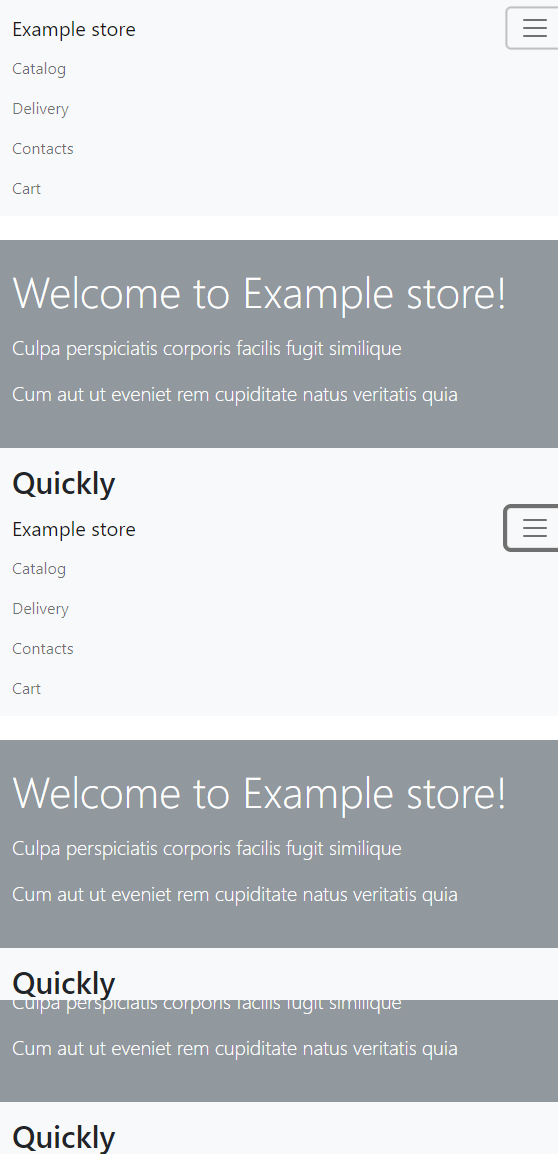 Example store
Catalog
Delivery
Contacts
Cart
Welcome to Example store!
Culpa perspiciatis corporis facilis fugit similique
Cum aut ut eveniet rem cupiditate natus veritatis quia
Quickly
Example store
Catalog
Delivery
Contacts
Cart
Welcome to Example store!
Culpa perspiciatis corporis facilis fugit similique
Cum aut ut eveniet rem cupiditate natus veritatis quia
Quickly
Culpa perspiciatis corporis facilis fugit similique
Cum aut ut eveniet rem cupiditate natus veritatis quia
Quickly